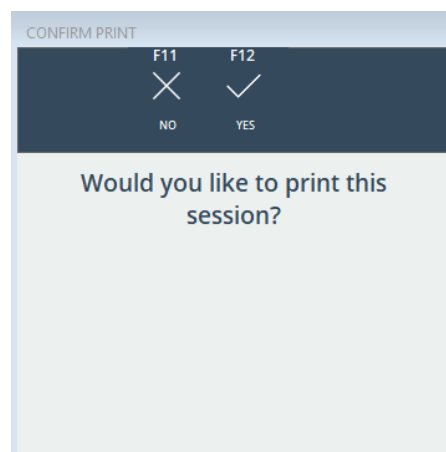 CONFIRM PRINT
F11 F12
NO YES
Would you like to print this
session?